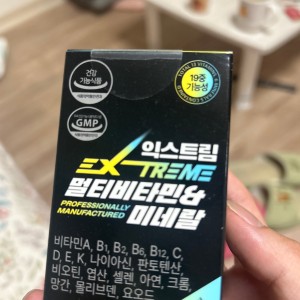 건강
기능식품
GMP
19중
기능성
익스트림
EXTREME
멀티비타민&
미네랄
PROFESSIONALLY
MANUFACTURED
비타민A, B1, B2, B6, B12, C,
D, E, K, 나이아신, 판토텐산,
비오틴, 엽산, 셀렌, 아연, 크롬,
망간, 몰리브덴, 요오드